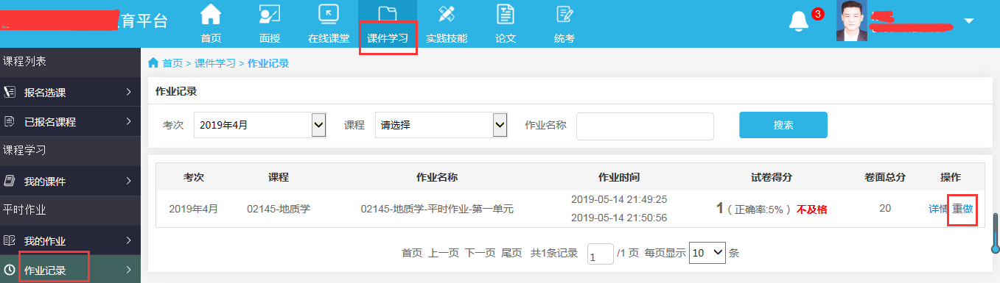 育平台
首页
面授
在线课堂
课件学习
实践技能
论文
统考
3
课程列表
报名选课
已报名课程
课程学习
我的课件
平时作业
我的作业
作业记录
首页 > 课件学习 > 作业记录
作业记录
考次 2019年4月 课程 请选择 作业名称 搜索
考次 课程 作业名称 作业时间 试卷得分 卷面总分 操作
2019年4月 02145-地质学 02145-地质学-平时作业-第一单元 2019-05-14 21:49:25 1（正确率:5%）不及格 20 详情 重做
2019-05-14 21:50:56
首页 上一页 下一页 尾页 共1条记录 1 /1 页 每页显示 10 条